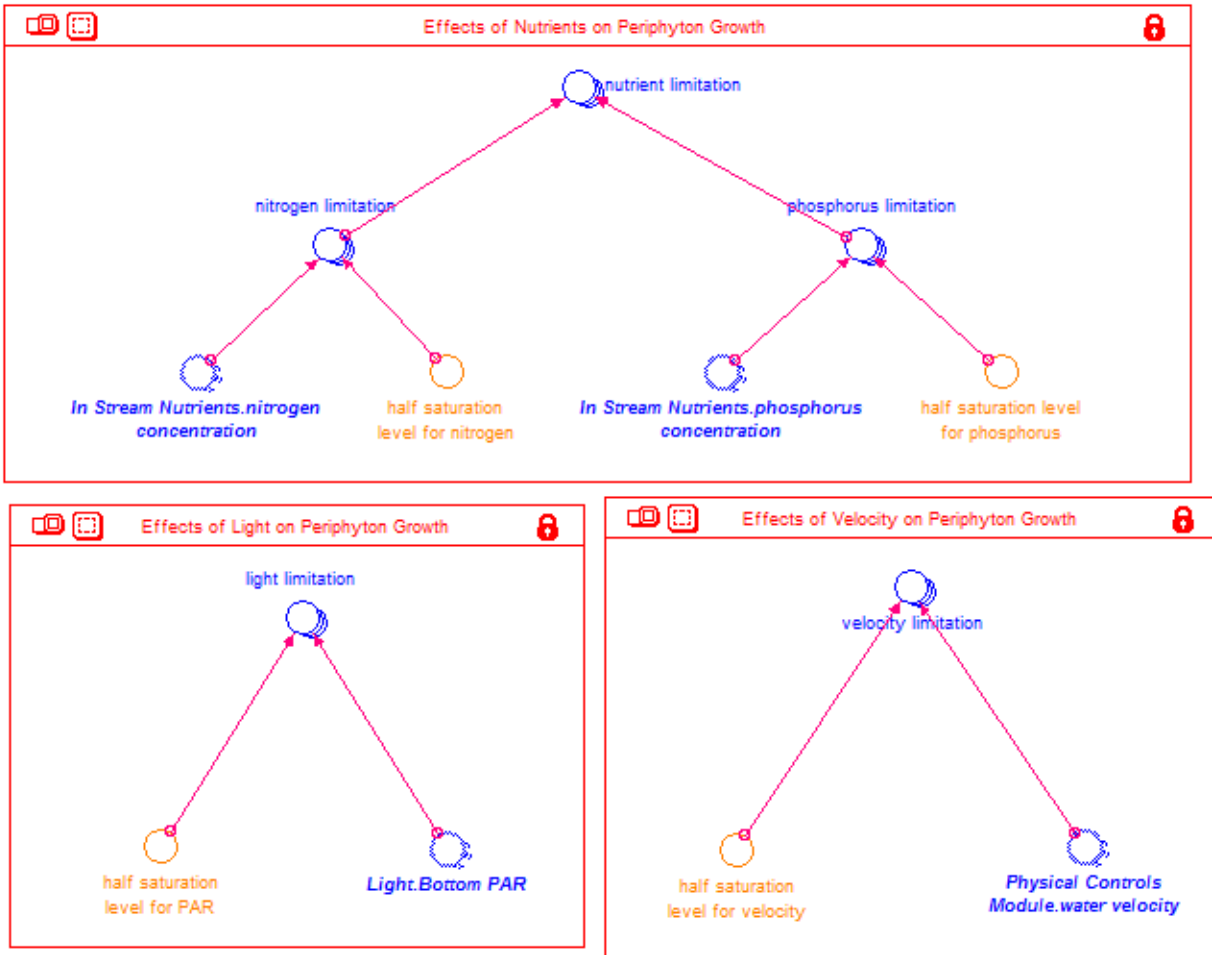 Effects of Nutrients on Periphyton Growth
nutrient limitation
nitrogen limitation
phosphorus limitation
In Stream Nutrients.nitrogen
concentration
half saturation
level for nitrogen
In Stream Nutrients.phosphorus
concentration
half saturation level
for phosphorus
Effects of Light on Periphyton Growth
light limitation
half saturation
level for PAR
Light.Bottom PAR
Effects of Velocity on Periphyton Growth
velocity limitation
half saturation
level for velocity
Physical Controls
Module.water velocity